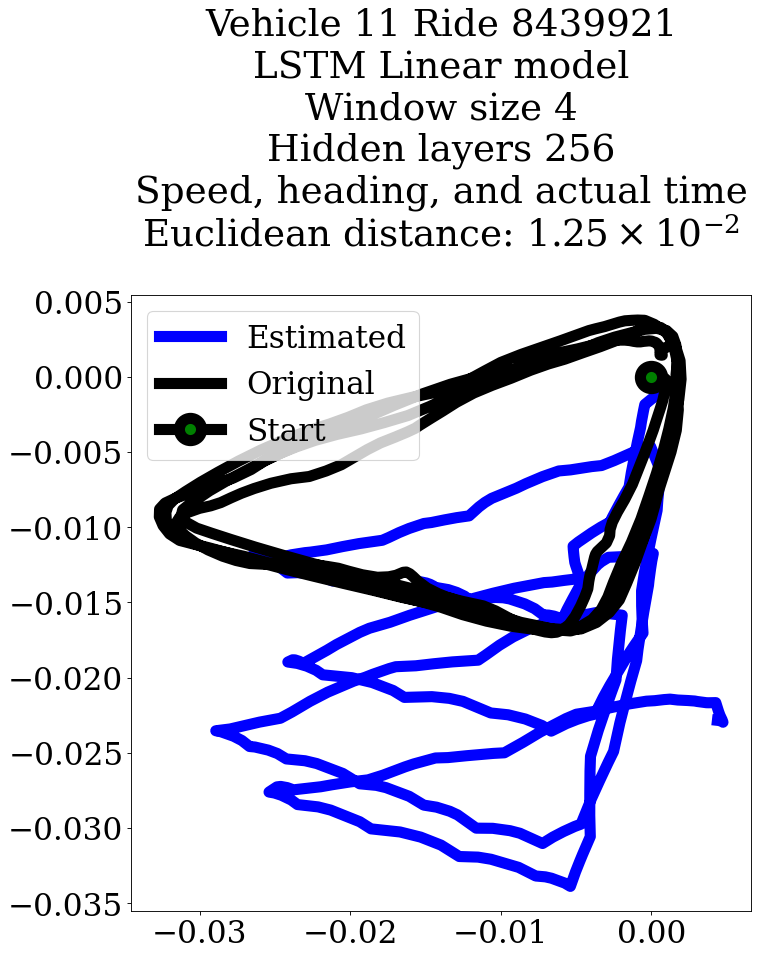 Vehicle 11 Ride 8439921
LSTM Linear model
Window size 4
Hidden layers 256
Speed, heading, and actual time
Euclidean distance: 1.25 × 10⁻²
0.005
0.000
−0.005
−0.010
−0.015
−0.020
−0.025
−0.030
−0.035
Estimated
Original
Start
−0.03
−0.02
−0.01
0.00